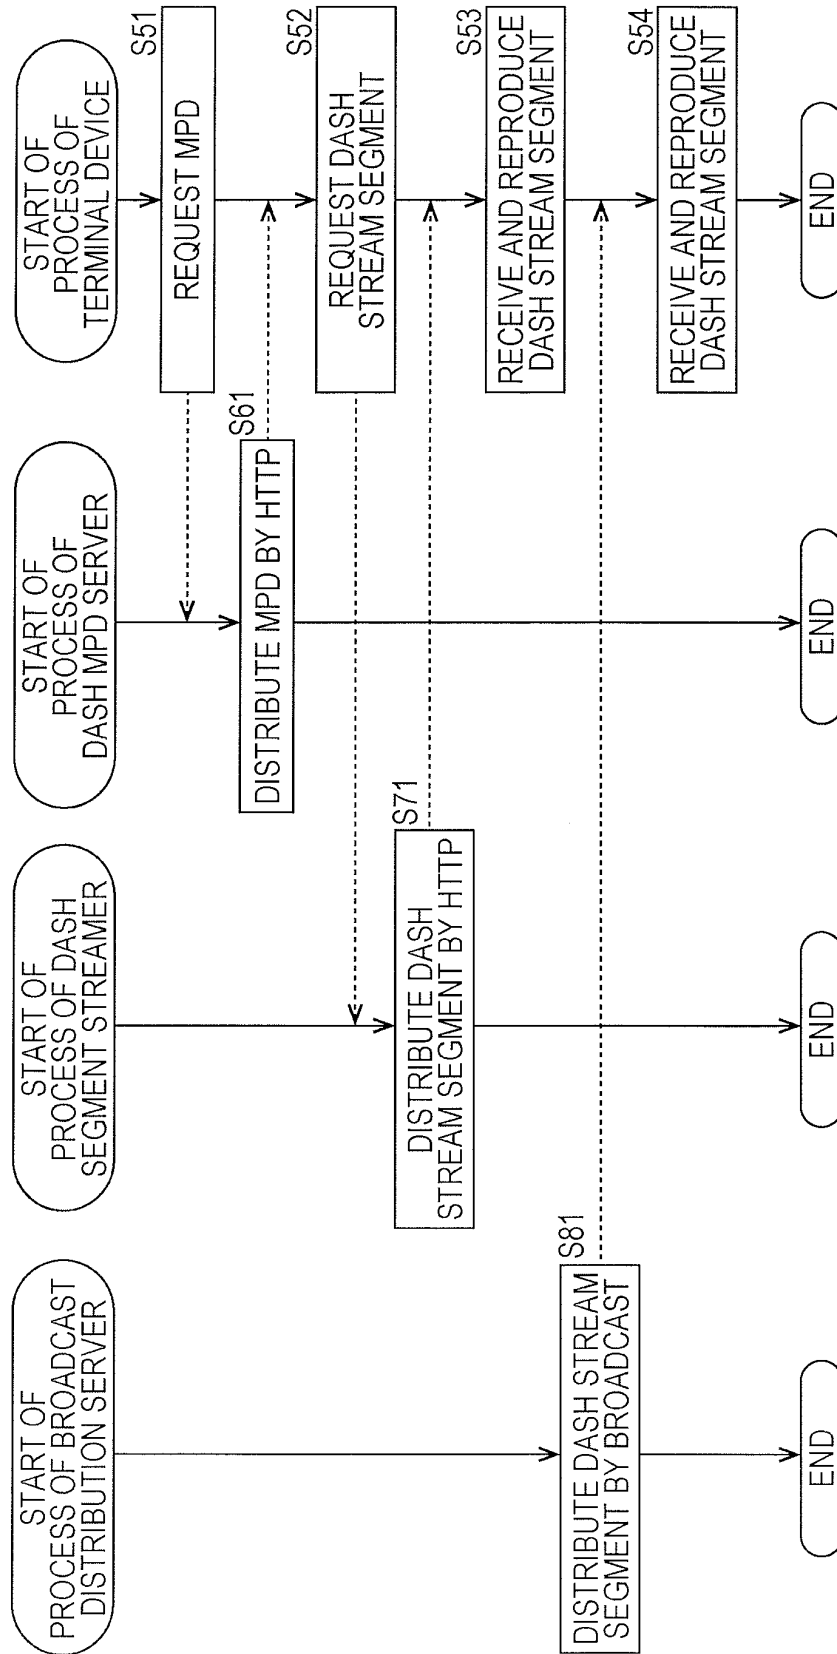 START OF
PROCESS OF BROADCAST
DISTRIBUTION SERVER
DISTRIBUTE DASH STREAM
SEGMENT BY BROADCAST
S81
END
START OF
PROCESS OF DASH
SEGMENT STREAMER
DISTRIBUTE DASH
STREAM SEGMENT BY HTTP
S71
END
START OF
PROCESS OF
DASH MPD SERVER
DISTRIBUTE MPD BY HTTP
S61
END
START OF
PROCESS OF
TERMINAL DEVICE
REQUEST MPD
S51
REQUEST DASH
STREAM SEGMENT
S52
RECEIVE AND REPRODUCE
DASH STREAM SEGMENT
S53
RECEIVE AND REPRODUCE
DASH STREAM SEGMENT
S54
END